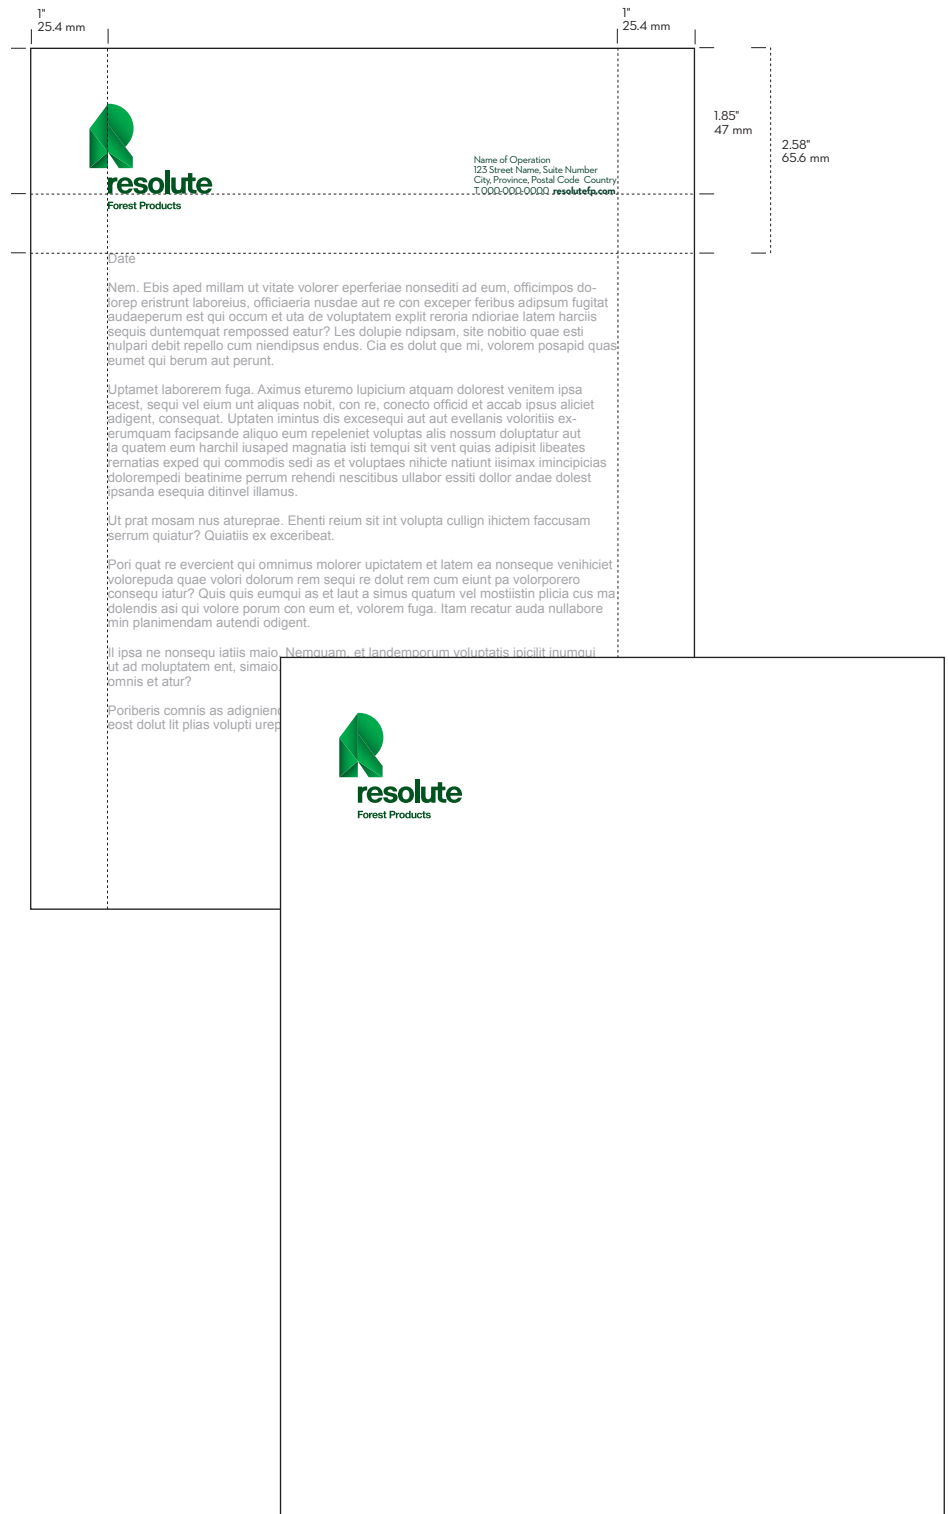 1"
25.4 mm
1"
25.4 mm
1.85"
47 mm
2.58"
65.6 mm
resolute
Forest Products
Name of Operation
123 Street Name, Suite Number
City, Province, Postal Code  Country
T 000-000-0000  resolutefp.com
Date
Nem. Ebis aped millam ut vitate volorer eperferiae nonsediti ad eum, officimpos do-
lorep eristrunt laboreius, officiaeria nusdae aut re con exceper feribus adipsum fugitat
audaeperum est qui occum et uta de voluptatem explit reroria ndioriae latem harciis
sequis duntemquat rempossed eatur? Les dolupie ndipsam, site nobitio quae esti
nulpari debit repello cum niendipsus endus. Cia es dolut que mi, volorem posapid quas
eumet qui berum aut perunt.
Uptamet laborerem fuga. Aximus eturemo lupicium atquam dolorest venitem ipsa
acest, sequi vel eium unt aliquas nobit, con re, conecto officid et accab ipsus aliciet
adigent, consequat. Uptaten imintus dis excesequi aut aut evellanis voloritiis ex-
erumquam facipsande aliquo eum repeleniet voluptas alis nossum doluptatur aut
la quatem eum harchil iusaped magnatia isti temqui sit vent quias adipisit libeates
rernatias exped qui commodis sedi as et voluptaes nihicte natiunt iisimax imincipicias
dolorempedi beatinime perrum rehendi nescitibus ullabor essiti dollor andae dolest
ipsanda esequia ditinvel illamus.
Ut prat mosam nus atureprae. Ehenti reium sit int volupta cullign ihictem faccusam
serrum quiatur? Quiatiis ex exceribeat.
Pori quat re evercient qui omnimus molorer upictatem et latem ea nonseque venihiciet
volorepuda quae volori dolorum rem sequi re dolut rem cum eiunt pa volorporero
consequ iatur? Quis quis eumqui as et laut a simus quatum vel mostiistin plicia cus ma
dolendis asi qui volore porum con eum et, volorem fuga. Itam recatur auda nullabore
min planimendam autendi odigent.
Il ipsa ne nonsequ iatiis maio. Nemquam, et landemporum voluptatis ipicilit inumqui
ut ad moluptatem ent, simaio.
omnis et atur?
Poriberis comnis as adigniend
eost dolut lit plias volupti urep
resolute
Forest Products